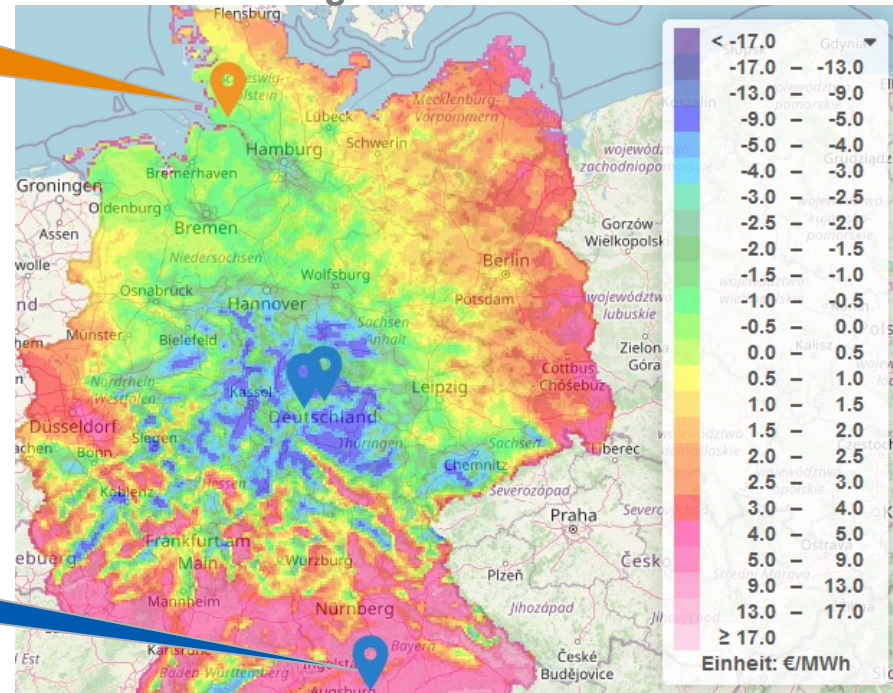 Flensburg
Schleswig-
Holstein
Lübeck
Mecklenburg-
Vorpommern
Hamburg
Schwerin
Bremerhaven
Groningen
Oldenburg
Assen
Bremen
Niedersachsen
Berlin
Potsdam
Wolfsburg
Osnabrück
Hannover
Münster
Bielefeld
Sachsen
Anhalt
Nordrhein-
Westfalen
Kassel
Leipzig
Cottbus
Chóśebuz
Deutschland
Düsseldorf
Siegen
Bonn
Thüringen
Sachsen
Chemnitz
Liberec
Koblenz
Hessen
Severozápad
Praha
Frankfurt am
Main
Würzburg
Plzeň
Mannheim
Nürnberg
Jihozápad
Karlsruhe
Bayern
České
Budějovice
Ingolstadt
Baden-Württemberg
Augsburg
województwo
zachodniopomorskie
Gorzów
Wielkopolski
województwo
lubuskie
Zielona
Góra
Gdynia
Słupsk
Koszalin
< -17.0
-17.0 – -13.0
-13.0 – -9.0
-9.0 – -5.0
-5.0 – -4.0
-4.0 – -3.0
-3.0 – -2.5
-2.5 – -2.0
-2.0 – -1.5
-1.5 – -1.0
-1.0 – -0.5
-0.5 – 0.0
0.0 – 0.5
0.5 – 1.0
1.0 – 1.5
1.5 – 2.0
2.0 – 2.5
2.5 – 3.0
3.0 – 4.0
4.0 – 5.0
5.0 – 9.0
9.0 – 13.0
13.0 – 17.0
≥ 17.0
Einheit: €/MWh